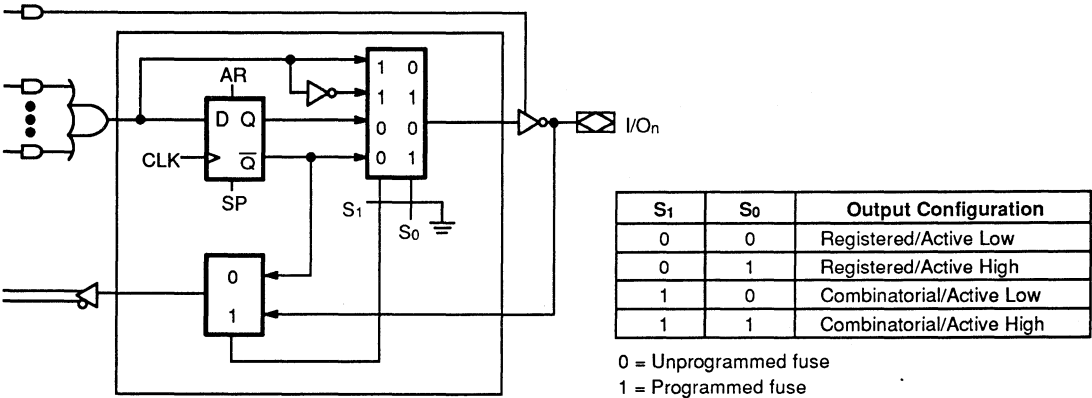 AR
D Q
CLK
Q̅
SP
1 0
1 1
0 0
0 1
S1
S0
I/On
0
1
S1 S0 Output Configuration
0 0 Registered/Active Low
0 1 Registered/Active High
1 0 Combinatorial/Active Low
1 1 Combinatorial/Active High
0 = Unprogrammed fuse
1 = Programmed fuse